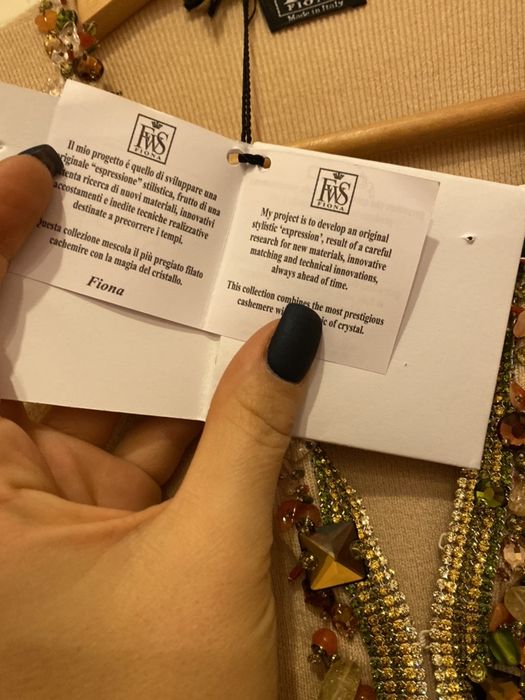 FIONA
Made in Italy
FWS
FIONA
Il mio progetto é quello di sviluppare una
originale "espressione" stilistica, frutto di una
ricerca di nuovi materiali, innovativi
accostamenti e inedite tecniche realizzative
destinate a precorrere i tempi.
Questa collezione mescola il più pregiato filato
cachemire con la magia del cristallo.
Fiona
FWS
FIONA
My project is to develop an original
stylistic "expression", result of a careful
research for new materials, innovative
matching and technical innovations,
always ahead of time.
This collection combines the most prestigious
cashemere of crystal.